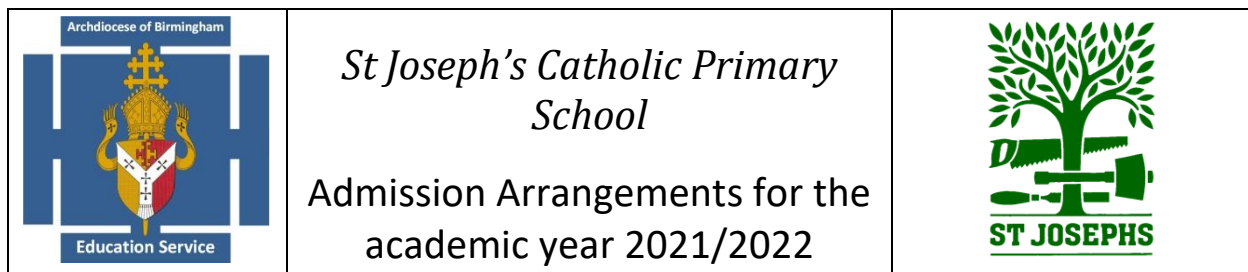 Archdiocese of Birmingham
Education Service
St Joseph’s Catholic Primary
School
Admission Arrangements for the
academic year 2021/2022
ST JOSEPHS